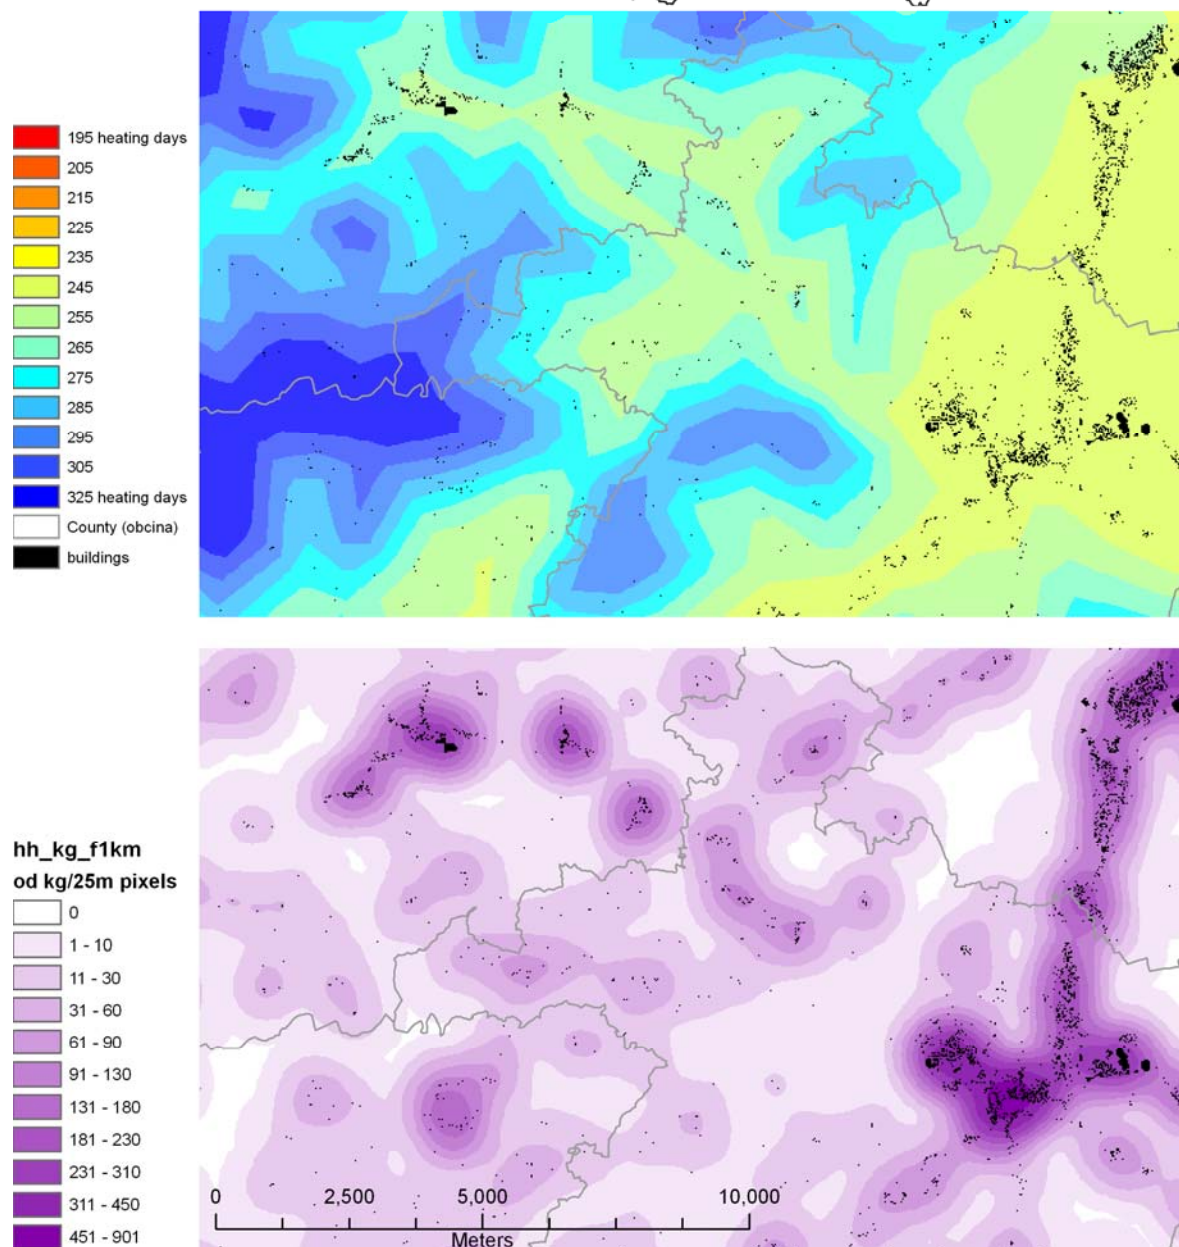 195 heating days
205
215
225
235
245
255
265
275
285
295
305
325 heating days
County (obcina)
buildings
hh_kg_f1km
od kg/25m pixels
0
1 - 10
11 - 30
31 - 60
61 - 90
91 - 130
131 - 180
181 - 230
231 - 310
311 - 450
451 - 901
0 2,500 5,000 10,000
Meters